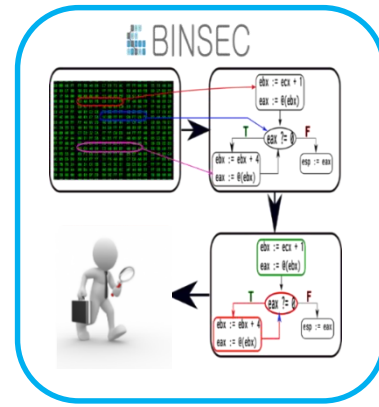 BINSEC
ebx := ecx + 1
eax := @(ebx)
T
eax ?= 0
F
ebx := ebx + 4
eax := @(ebx)
esp := eax
ebx := ecx + 1
eax := @(ebx)
T
eax ?= 0
F
ebx := ebx + 4
eax := @(ebx)
esp := eax